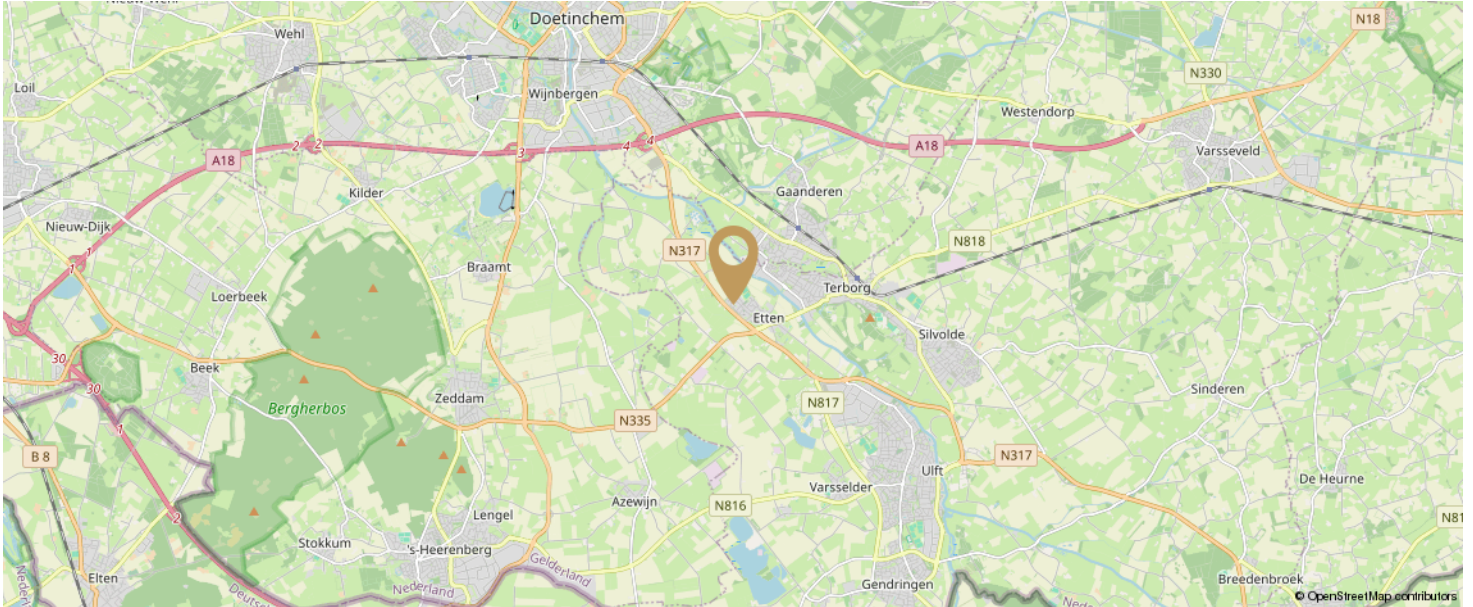 Doetinchem
N18
Wehl
N330
Loil
Wijnbergen
Westendorp
4
4
2
2
3
A18
A18
Varsseveld
Kilder
Gaanderen
Nieuw-Dijk
N818
N317
1
1
Braamt
Terborg
Loerbeek
Etten
Silvolde
30
Beek
30
Sinderen
Zeddam
N817
Bergherbos
N335
1
B 8
N317
Ulft
De Heurne
Varsselder
Azewijn
N816
Lengel
2
Stokkum
's-Heerenberg
Gelderland
Elten
Nederland
Gendringen
Breedenbroek
© OpenStreetMap contributors